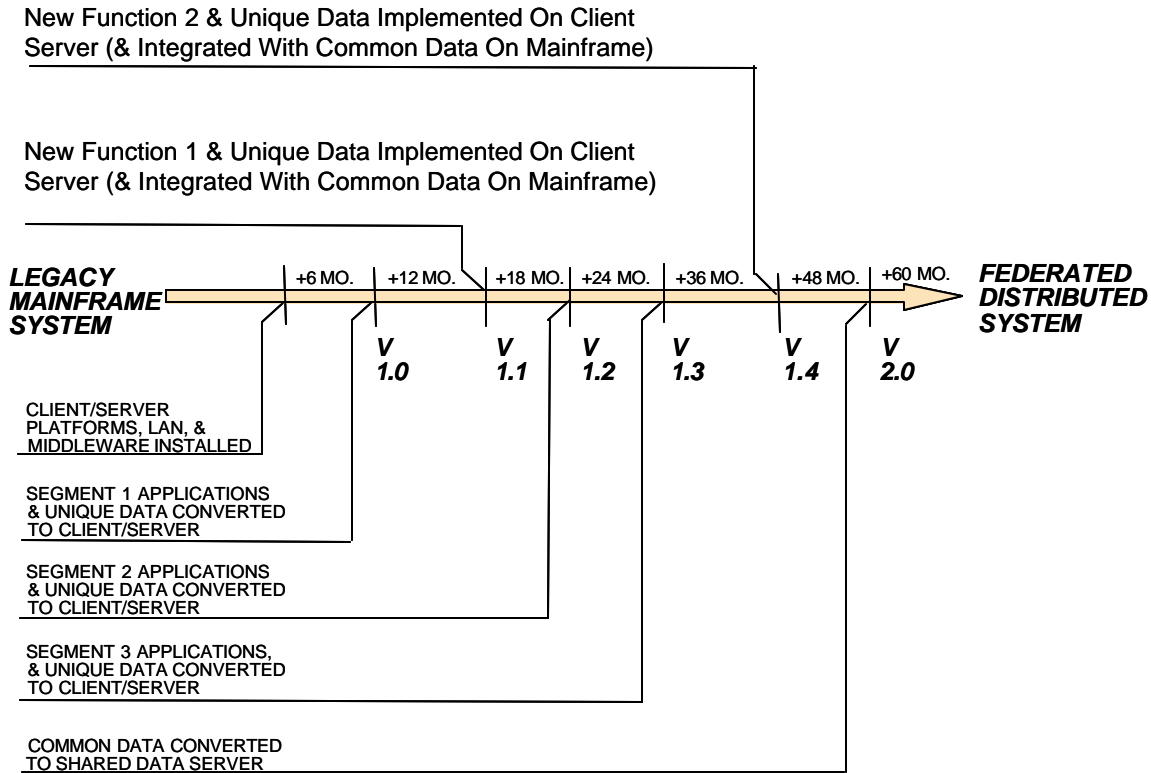 New Function 2 & Unique Data Implemented On Client
Server (& Integrated With Common Data On Mainframe)
New Function 1 & Unique Data Implemented On Client
Server (& Integrated With Common Data On Mainframe)
LEGACY
MAINFRAME
SYSTEM
+6 MO.
+12 MO.
+18 MO.
+24 MO.
+36 MO.
+48 MO.
+60 MO.
FEDERATED
DISTRIBUTED
SYSTEM
V
1.0
V
1.1
V
1.2
V
1.3
V
1.4
V
2.0
CLIENT/SERVER
PLATFORMS, LAN, &
MIDDLEWARE INSTALLED
SEGMENT 1 APPLICATIONS
& UNIQUE DATA CONVERTED
TO CLIENT/SERVER
SEGMENT 2 APPLICATIONS
& UNIQUE DATA CONVERTED
TO CLIENT/SERVER
SEGMENT 3 APPLICATIONS,
& UNIQUE DATA CONVERTED
TO CLIENT/SERVER
COMMON DATA CONVERTED
TO SHARED DATA SERVER